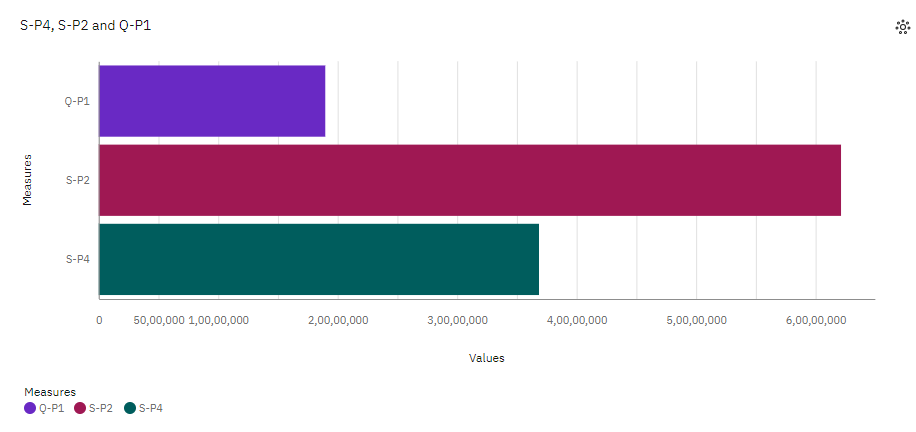 S-P4, S-P2 and Q-P1
Q-P1
S-P2
S-P4
Measures
0 50,00,000 1,00,00,000 2,00,00,000 3,00,00,000 4,00,00,000 5,00,00,000 6,00,00,000
Values
Measures
Q-P1 S-P2 S-P4